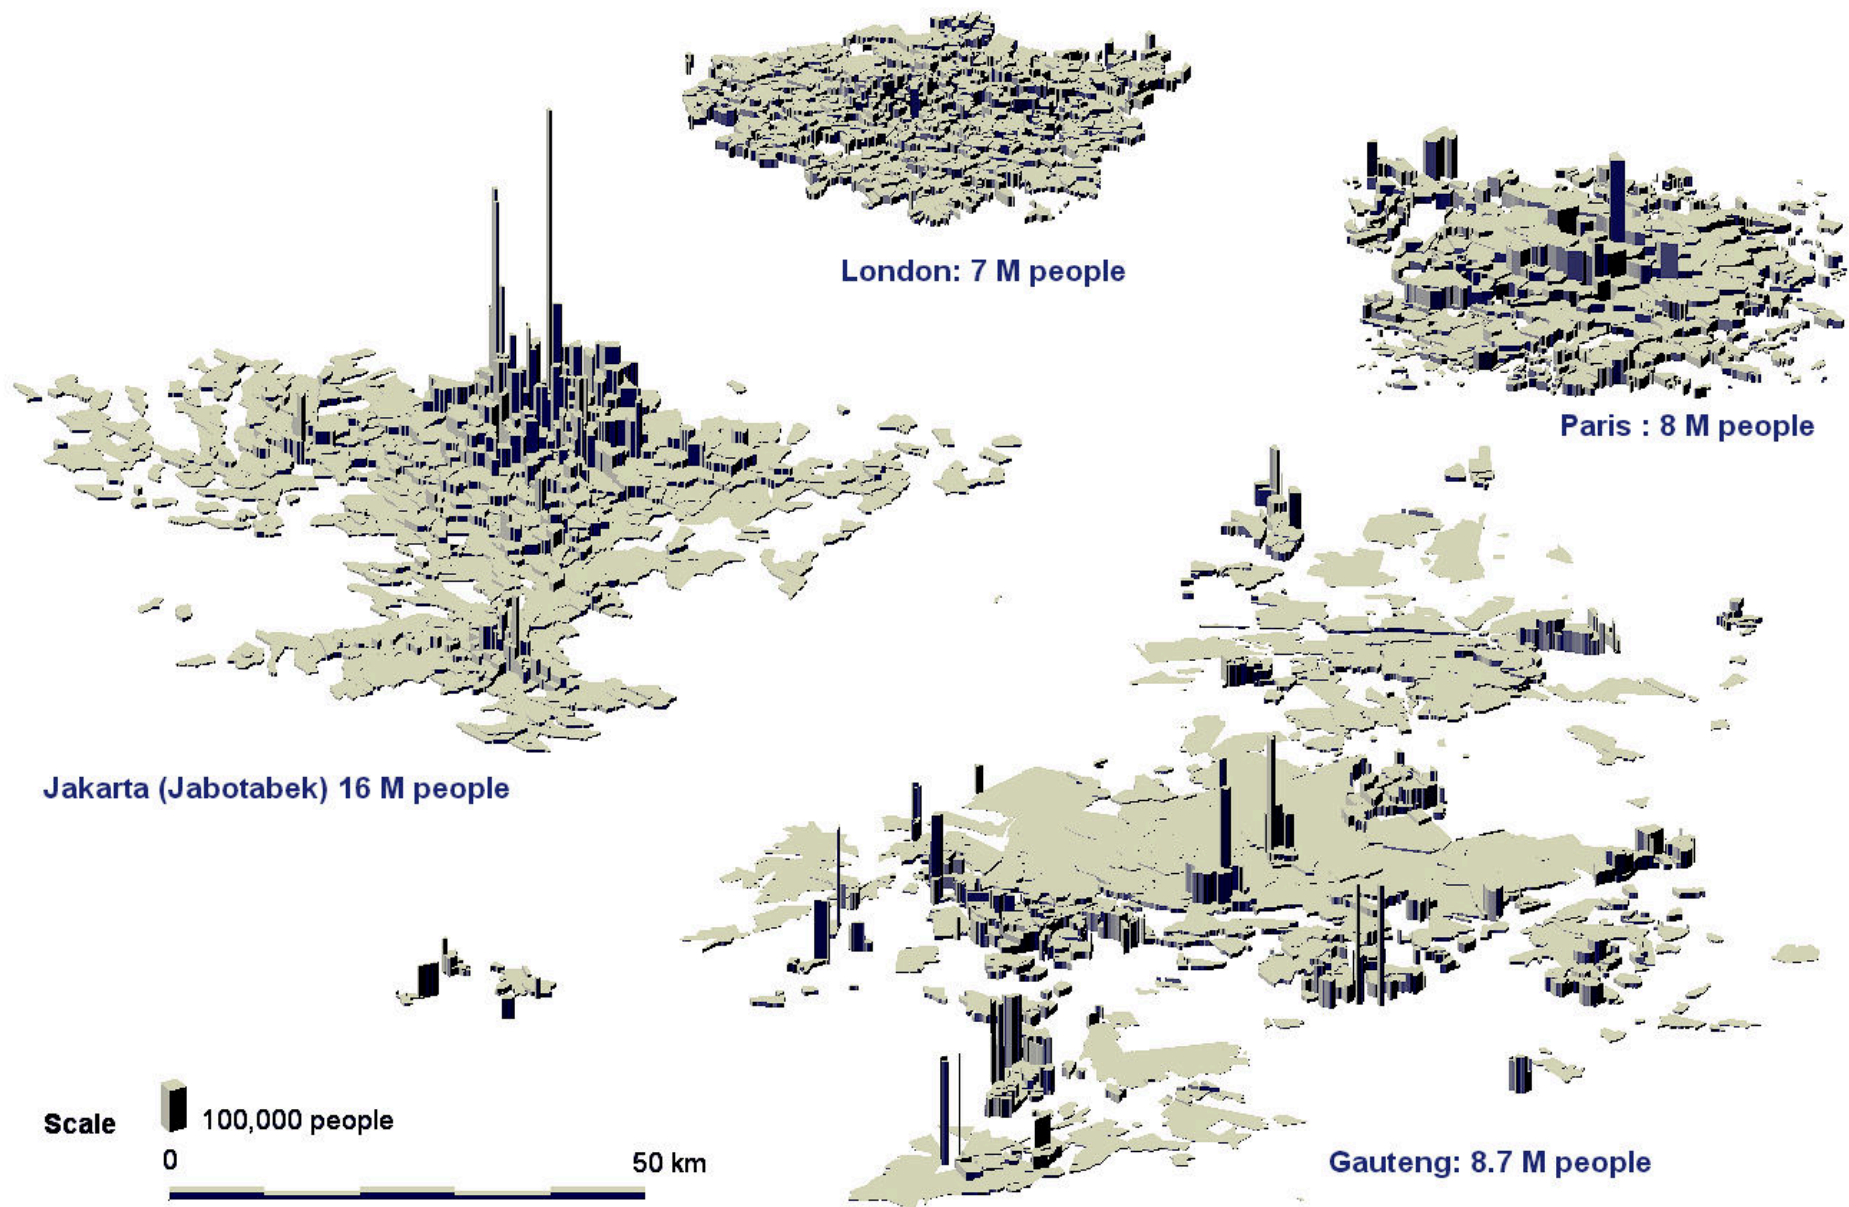 London: 7 M people
Paris : 8 M people
Jakarta (Jabotabek) 16 M people
Scale
100,000 people
0
50 km
Gauteng: 8.7 M people